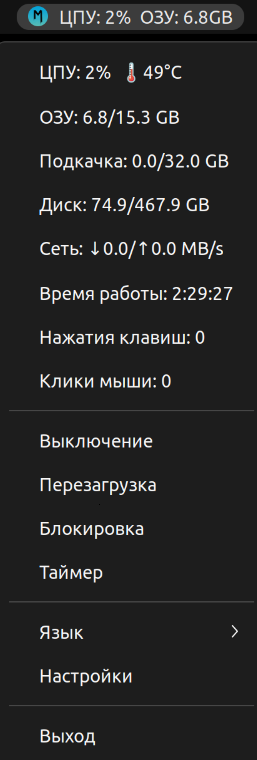 M ЦПУ: 2% ОЗУ: 6.8GB
ЦПУ: 2% 🌡️49°C
ОЗУ: 6.8/15.3 GB
Подкачка: 0.0/32.0 GB
Диск: 74.9/467.9 GB
Сеть: ↓0.0/↑0.0 MB/s
Время работы: 2:29:27
Нажатия клавиш: 0
Клики мыши: 0
Выключение
Перезагрузка
Блокировка
Таймер
Язык
Настройки
Выход